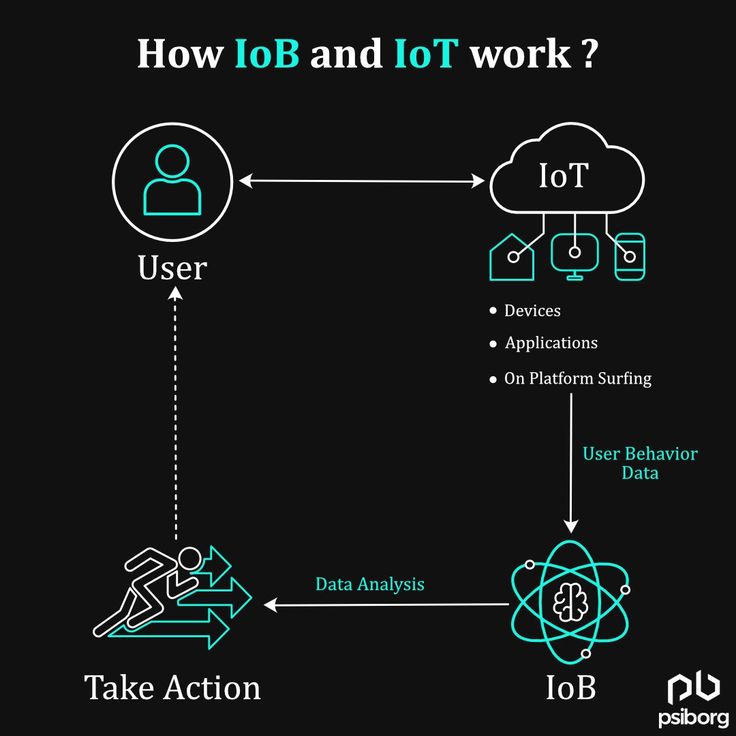 How IoB and IoT work ?
IoT
User
Devices
Applications
On Platform Surfing
User Behavior
Data
Data Analysis
Take Action
IoB
psiborg